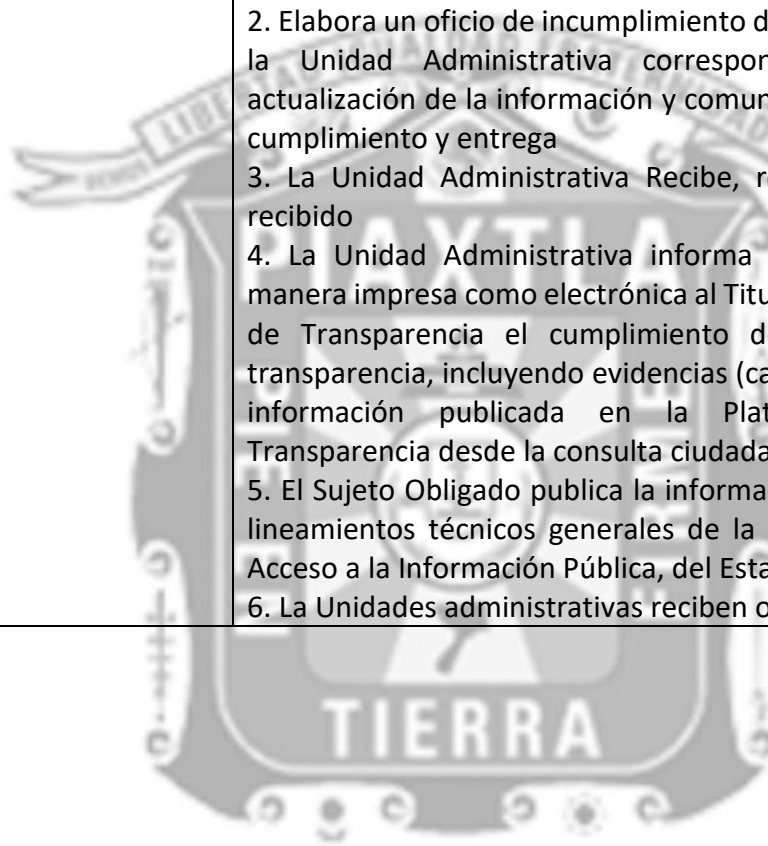 2. Elabora un oficio de incumplimiento d
la Unidad Administrativa correspon
actualización de la información y comun
cumplimiento y entrega
3. La Unidad Administrativa Recibe, r
recibido
4. La Unidad Administrativa informa
manera impresa como electrónica al Titu
de Transparencia el cumplimiento d
transparencia, incluyendo evidencias (ca
información publicada en la Plat
Transparencia desde la consulta ciudada
5. El Sujeto Obligado publica la informa
lineamientos técnicos generales de la
Acceso a la Información Pública, del Esta
6. La Unidades administrativas reciben o
TIERRA